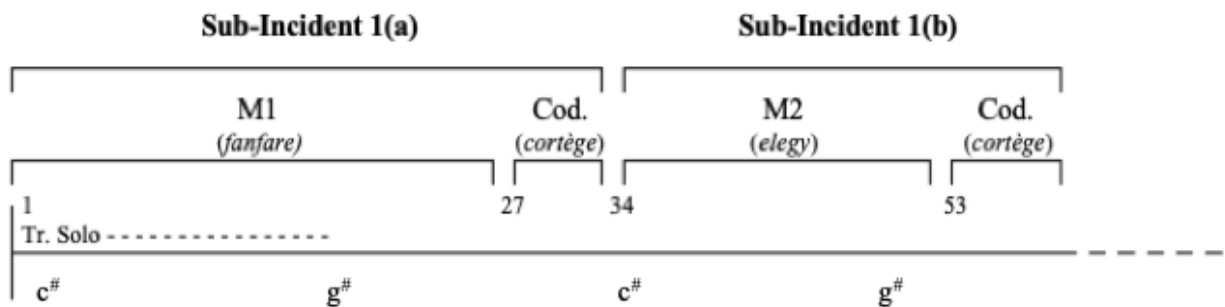 Sub-Incident 1(a) Sub-Incident 1(b)
M1 Cod. M2 Cod.
(fanfare) (cortège) (elegy) (cortège)
1 27 34 53
Tr. Solo - - - - - - - - - - - - - - - -
c# g# c# g#